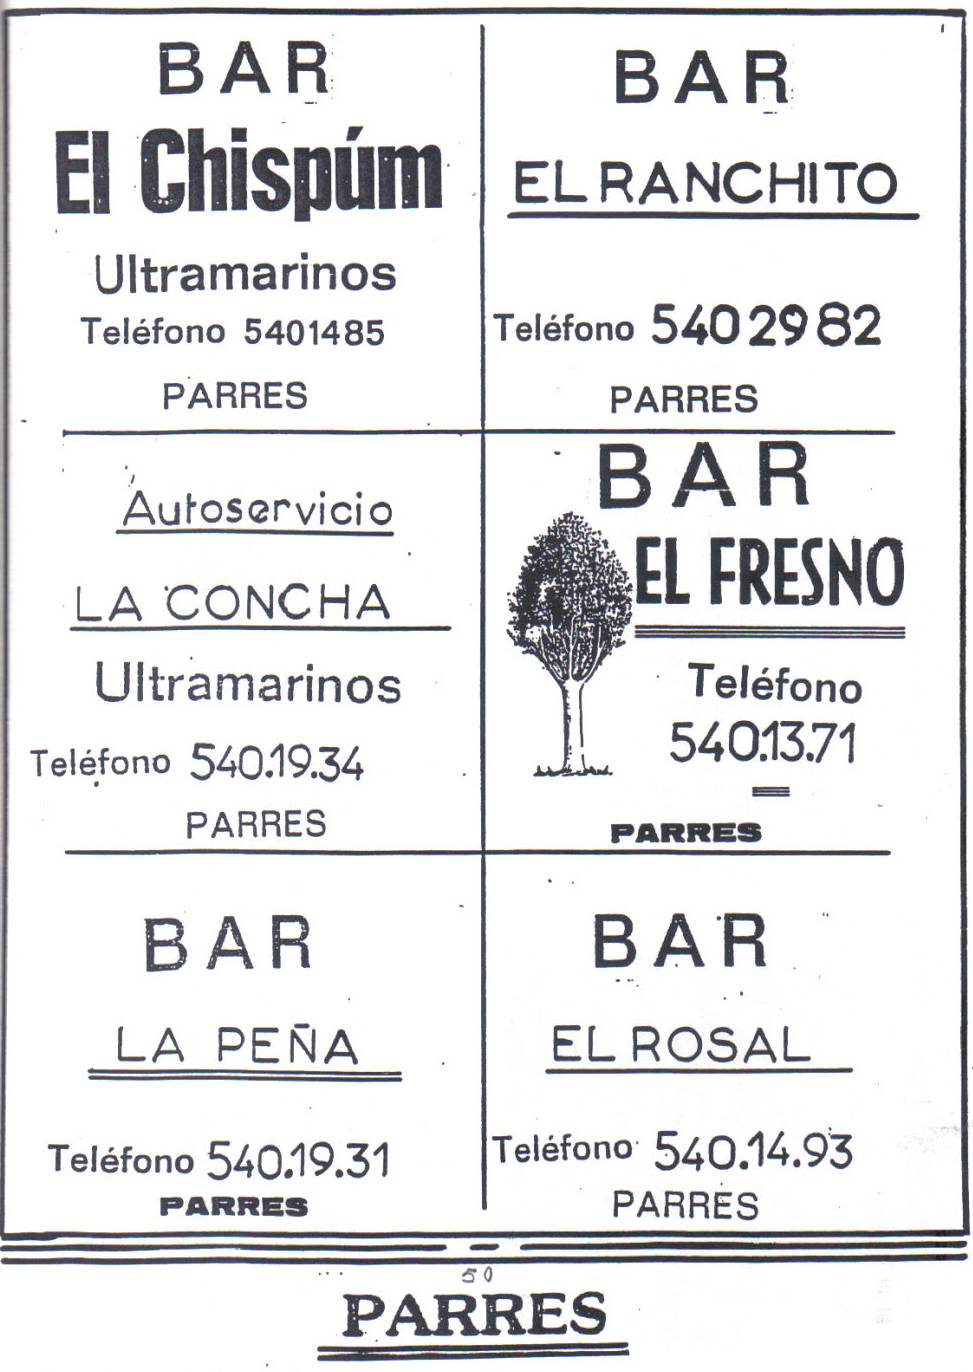 BAR
El Chispúm
Ultramarinos
Teléfono 5401485
PARRES
BAR
EL RANCHITO
Teléfono 540 29 82
PARRES
Autoservicio
LA CONCHA
Ultramarinos
Teléfono 540.19.34
PARRES
BAR
EL FRESNO
Teléfono
540.13.71
PARRES
BAR
LA PEÑA
Teléfono 540.19.31
PARRES
BAR
EL ROSAL
Teléfono 540.14.93
PARRES
50
PARRES